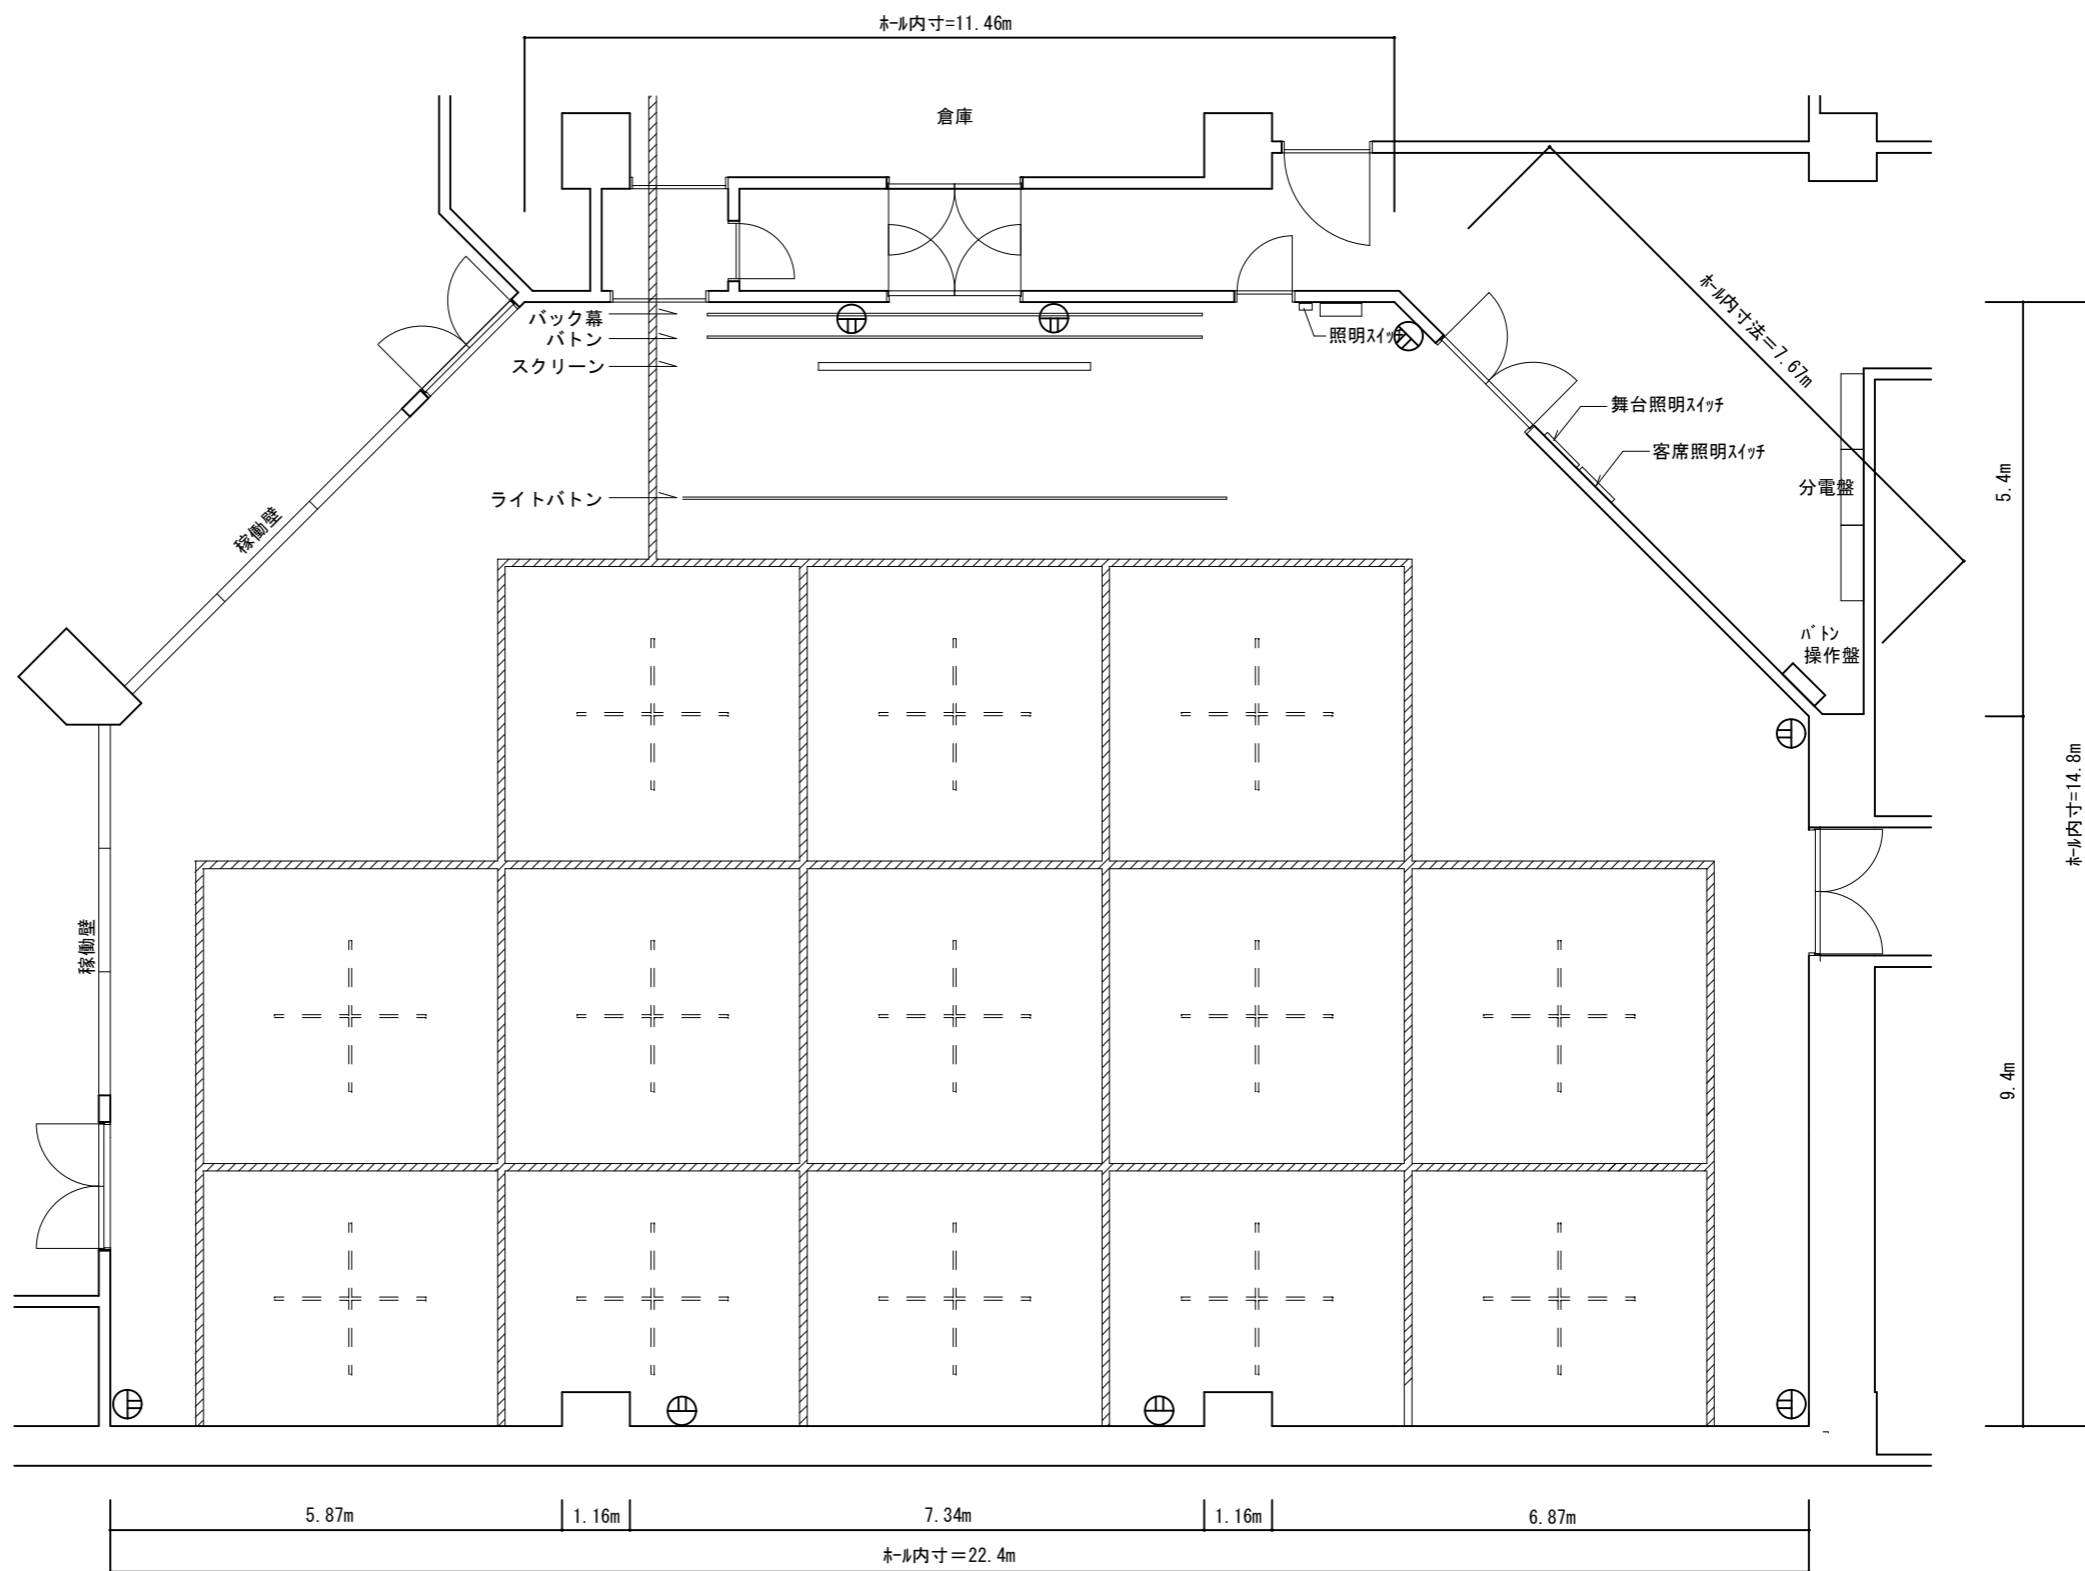 ホール内寸=11.46m
倉庫
バック幕
バトン
スクリーン
照明スイッチ
ホール内寸法＝7.67m
舞台照明スイッチ
客席照明スイッチ
分電盤
5.4m
ライトバトン
稼働壁
バトン
操作盤
ホール内寸=14.8m
稼働壁
9.4m
5.87m
1.16m
7.34m
1.16m
6.87m
ホール内寸＝22.4m